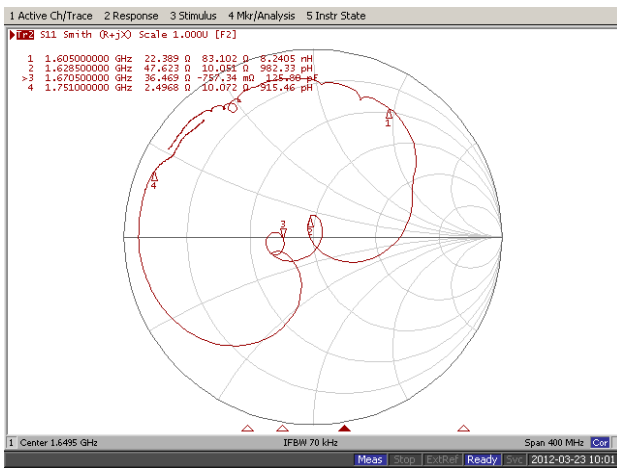 1 Active Ch/Trace 2 Response 3 Stimulus 4 Mkr/Analysis 5 Instr State
Tr2 S11 Smith (R+jX) Scale 1.000U [F2]
1 1.605000000 GHz 22.389 Ω 83.102 Ω 8.2405 nH
2 1.628500000 GHz 47.623 Ω 10.051 Ω 982.33 pH
>3 1.670500000 GHz 36.469 Ω -757.34 mΩ 125.80 pF
4 1.751000000 GHz 2.4968 Ω 10.072 Ω 915.46 pH
1
3
2
4
1 Center 1.6495 GHz IFBW 70 kHz Span 400 MHz Cor
Meas Stop ExtRef Ready Svc 2012-03-23 10:01